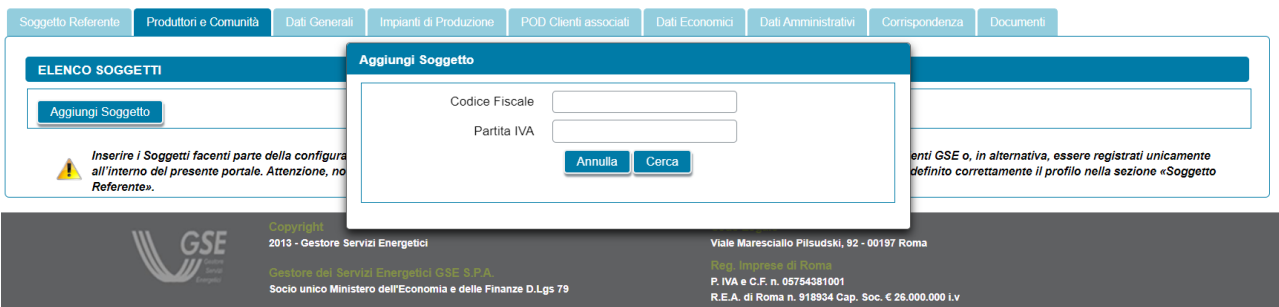 Soggetto Referente
Produttori e Comunità
Dati Generali
Impianti di Produzione
POD Clienti associati
Dati Economici
Dati Amministrativi
Corrispondenza
Documenti
ELENCO SOGGETTI
Aggiungi Soggetto
Aggiungi Soggetto
Codice Fiscale
Partita IVA
Annulla
Cerca
Inserire i Soggetti facenti parte della configura
enti GSE o, in alternativa, essere registrati unicamente
all'interno del presente portale. Attenzione, no
definito correttamente il profilo nella sezione «Soggetto
Referente».
GSE
Gestore
Servizi
Energetici
Copyright
2013 - Gestore Servizi Energetici
Gestore dei Servizi Energetici GSE S.P.A.
Socio unico Ministero dell'Economia e delle Finanze D.Lgs 79
Viale Maresciallo Pilsudski, 92 - 00197 Roma
Reg. Imprese di Roma
P. IVA e C.F. n. 05754381001
R.E.A. di Roma n. 918934 Cap. Soc. € 26.000.000 i.v